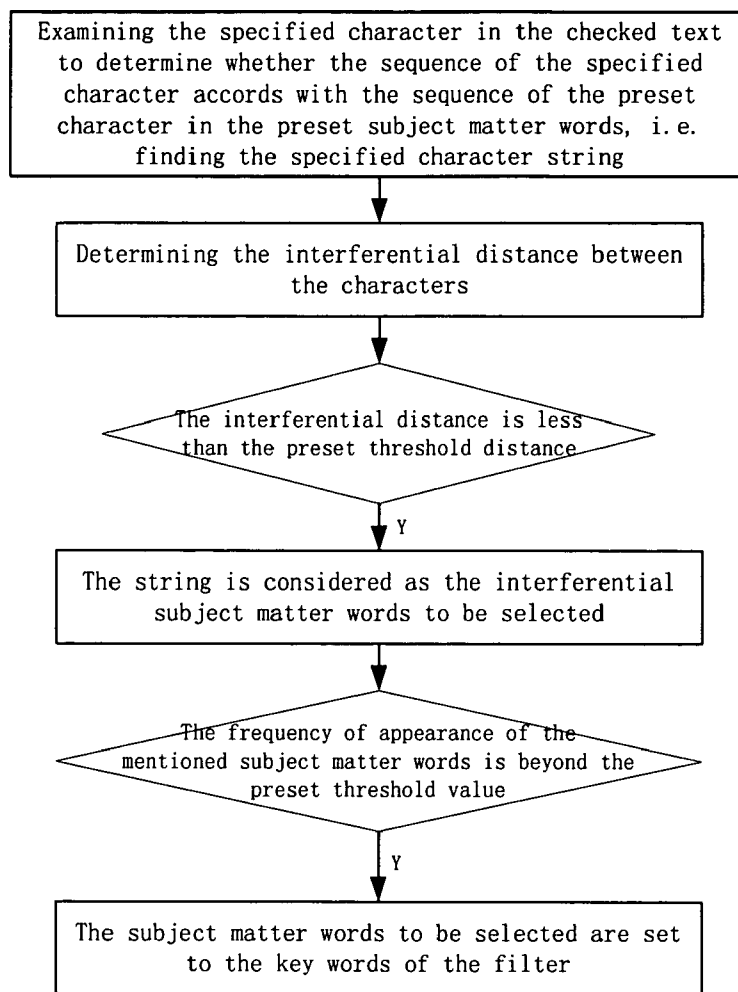 Examining the specified character in the checked text
to determine whether the sequence of the specified
character accords with the sequence of the preset
character in the preset subject matter words, i.e.
finding the specified character string
Determining the interferential distance between
the characters
The interferential distance is less
than the preset threshold distance
Y
The string is considered as the interferential
subject matter words to be selected
The frequency of appearance of the
mentioned subject matter words is beyond the
preset threshold value
Y
The subject matter words to be selected are set
to the key words of the filter